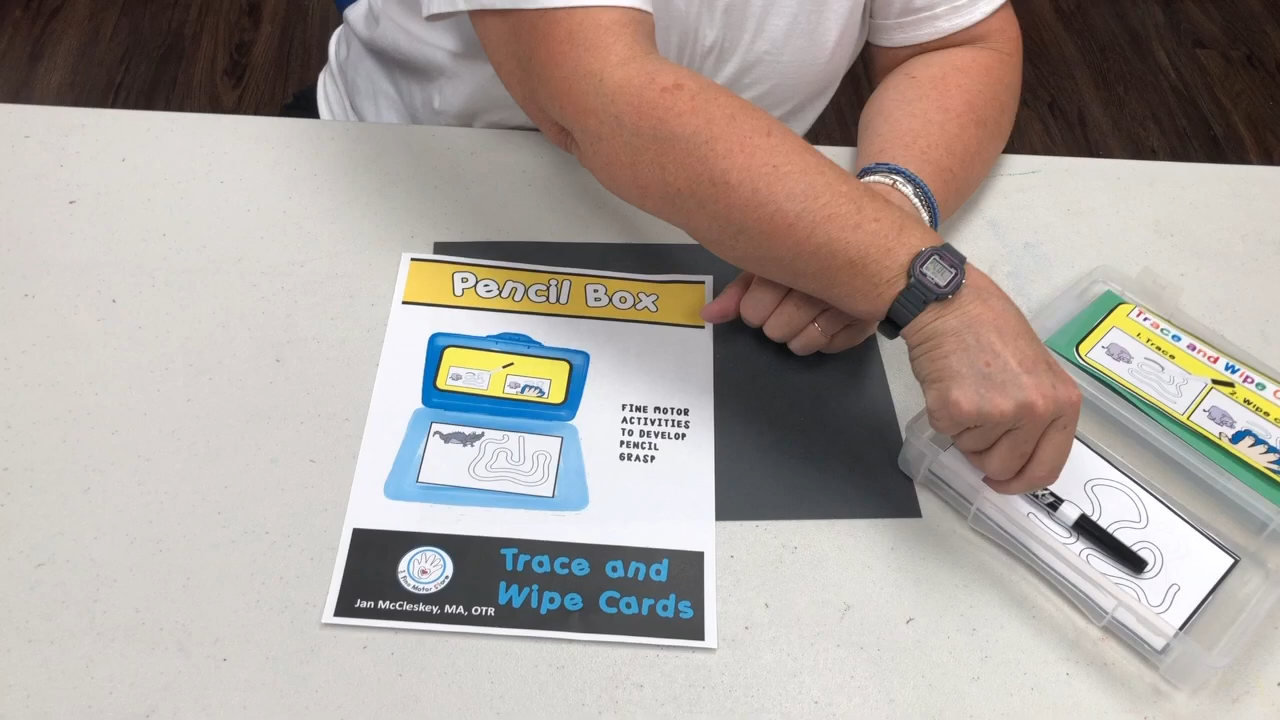 Pencil Box
FINE MOTOR
ACTIVITIES
TO DEVELOP
PENCIL
GRASP
Trace and
Wipe Cards
Jan McCleskey, MA, OTR
Trace and Wipe
1. Trace
2. Wipe